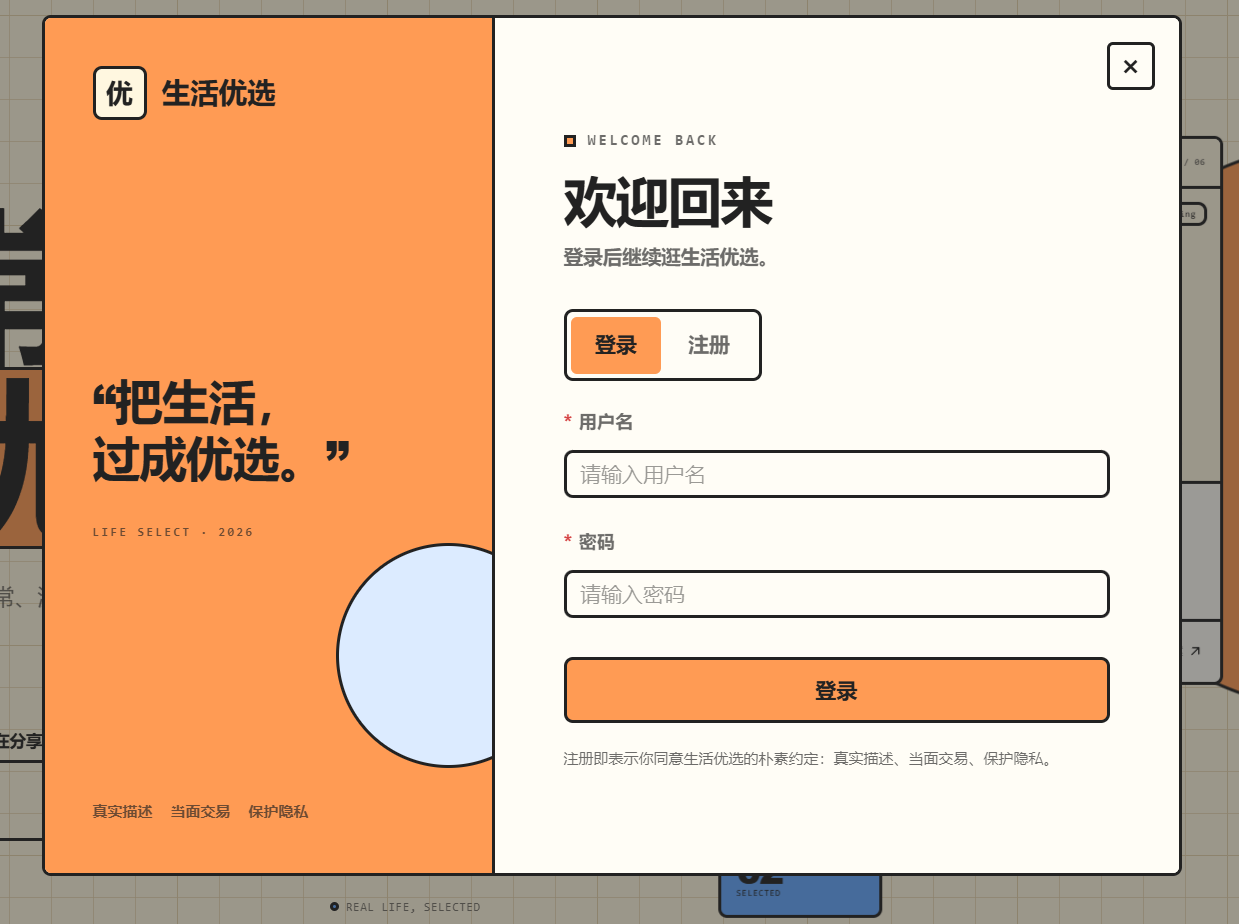 优 生活优选
“把生活，
过成优选。”
LIFE SELECT · 2026
真实描述 当面交易 保护隐私
×
WELCOME BACK
欢迎回来
登录后继续逛生活优选。
登录 注册
* 用户名
请输入用户名
* 密码
请输入密码
登录
注册即表示你同意生活优选的朴素约定：真实描述、当面交易、保护隐私。
/ 06
常、
在分享
REAL LIFE, SELECTED
SELECTED